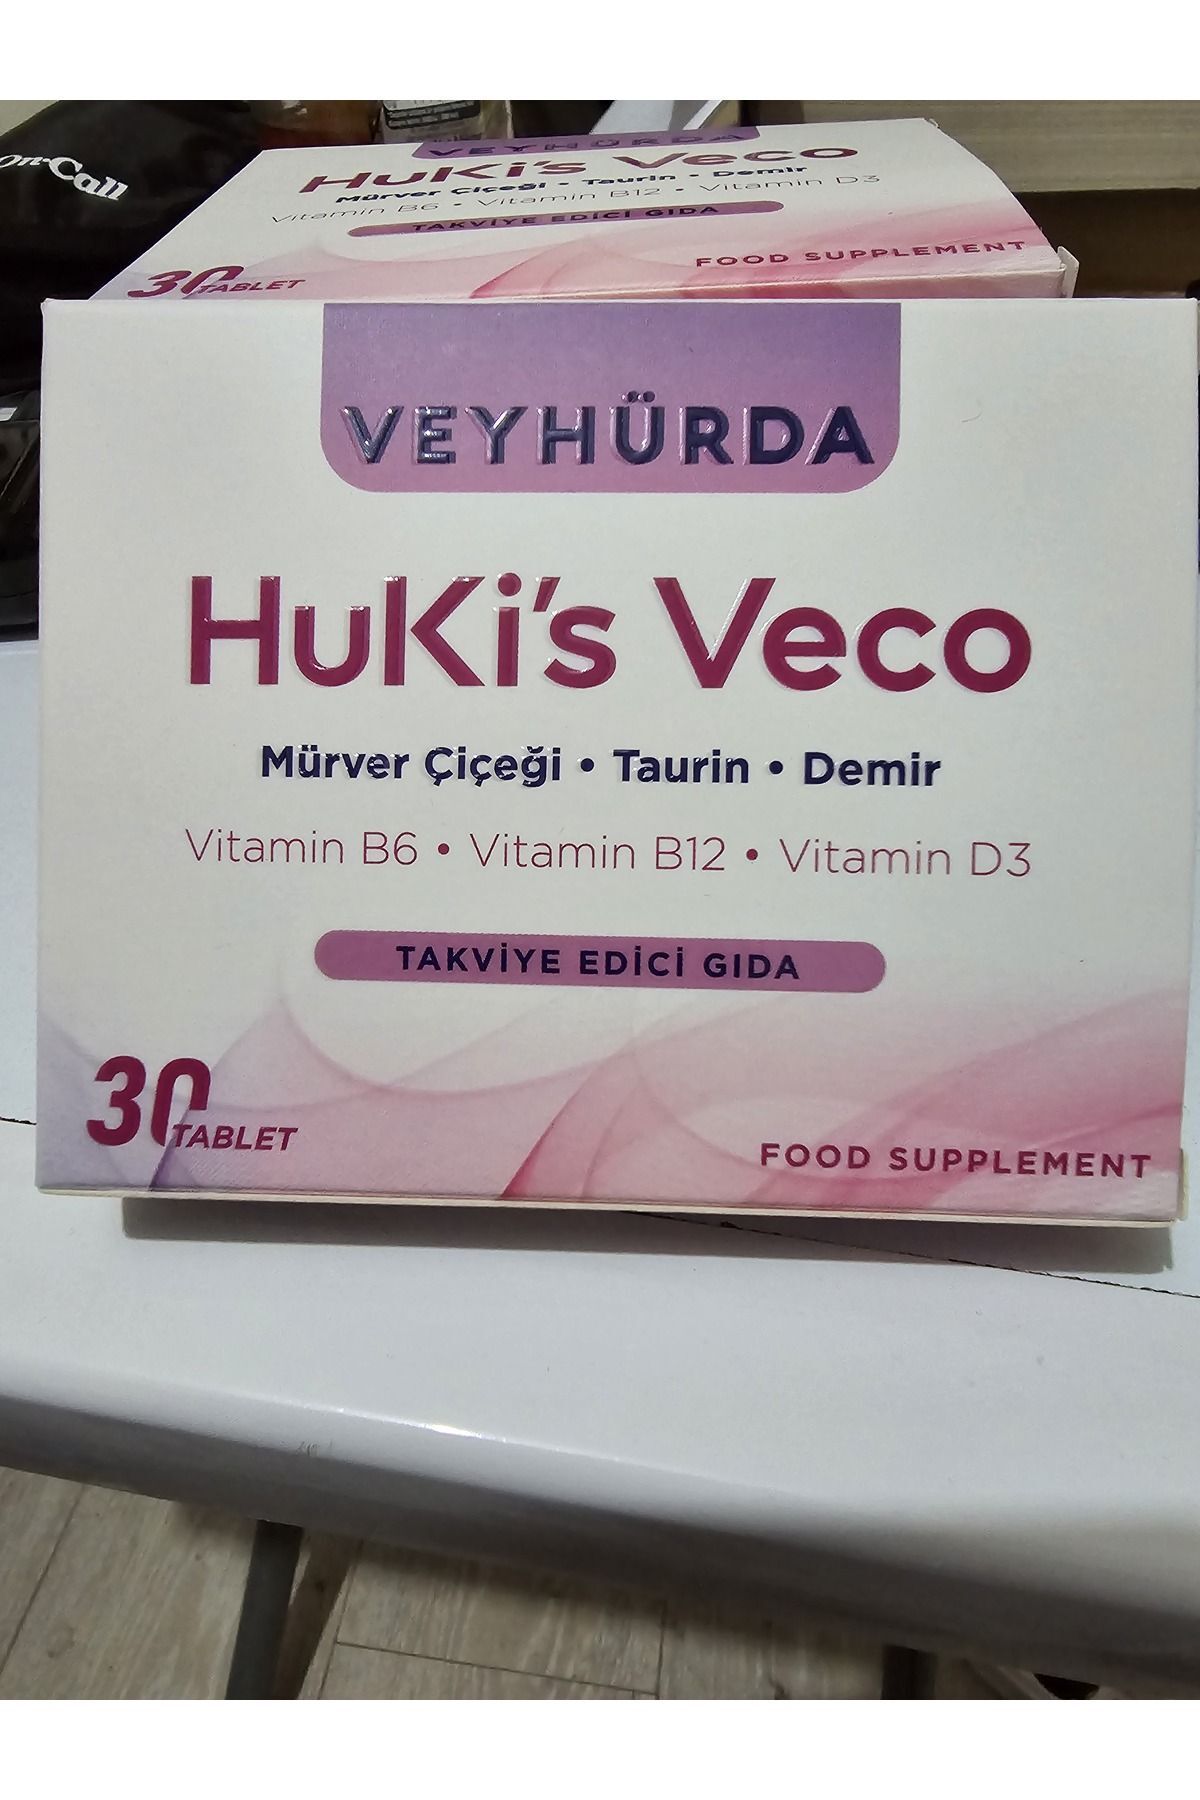 On·Call
VEYHÜRDA
HuKi's Veco
Mürver Çiçeği • Taurin • Demir
Vitamin B6 • Vitamin B12 • Vitamin D3
TAKVİYE EDİCİ GIDA
30 TABLET
FOOD SUPPLEMENT
VEYHÜRDA
HuKi's Veco
Mürver Çiçeği • Taurin • Demir
Vitamin B6 • Vitamin B12 • Vitamin D3
TAKVİYE EDİCİ GIDA
30 TABLET
FOOD SUPPLEMENT